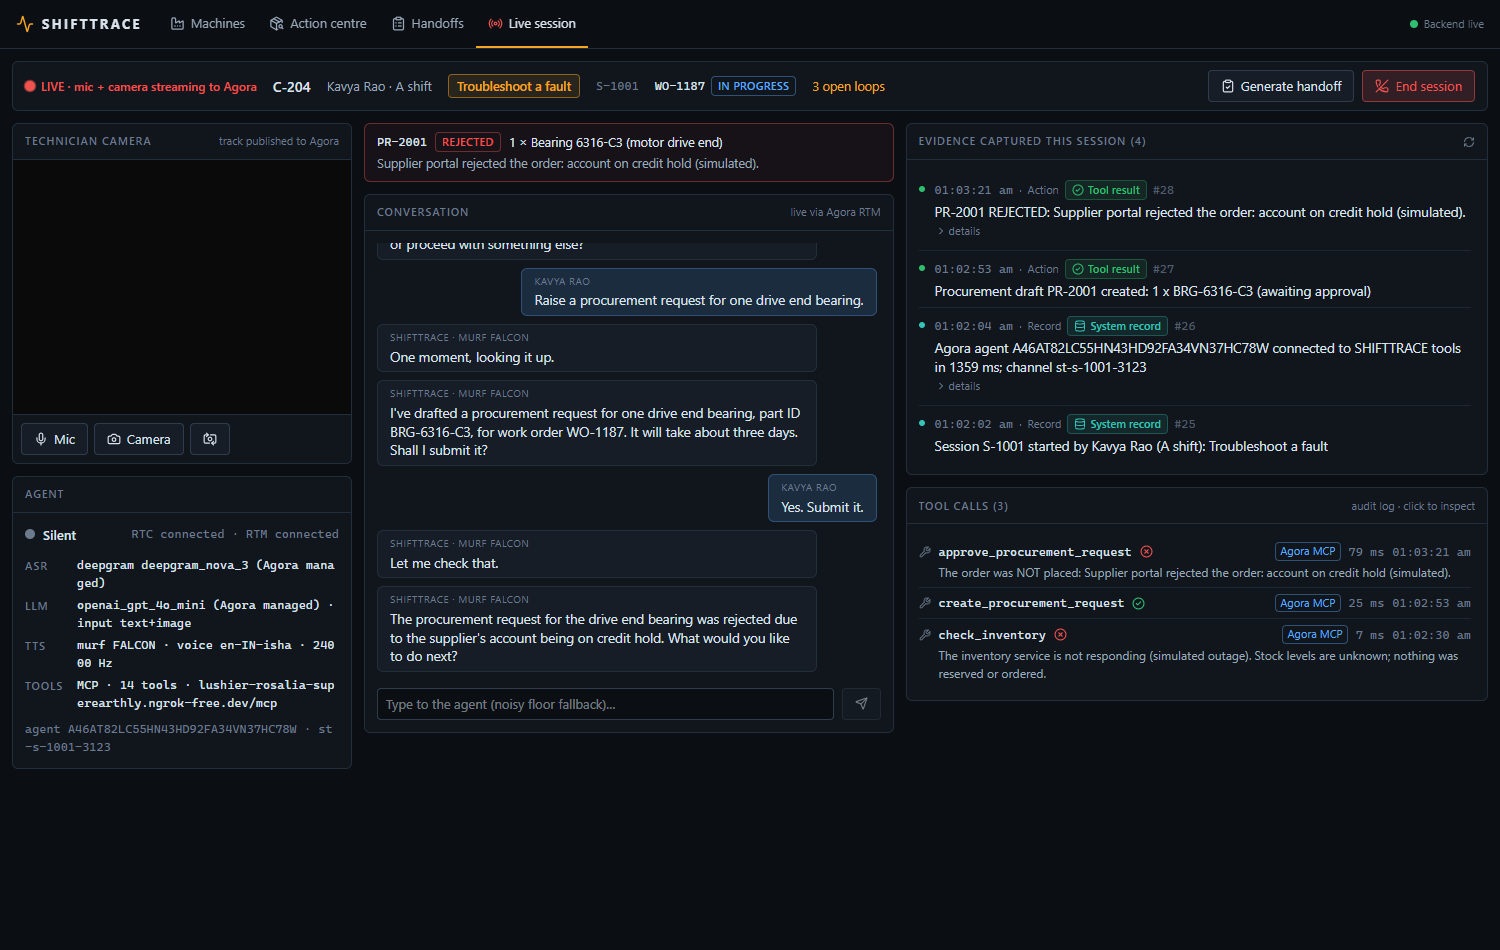 SHIFTTRACE
Machines
Action centre
Handoffs
Live session
Backend live
LIVE · mic + camera streaming to Agora
C-204
Kavya Rao · A shift
Troubleshoot a fault
S-1001
WO-1187
IN PROGRESS
3 open loops
Generate handoff
End session
TECHNICIAN CAMERA
track published to Agora
Mic
Camera
AGENT
Silent
RTC connected · RTM connected
ASR
deepgram deepgram_nova_3 (Agora mana
ged)
LLM
openai_gpt_4o_mini (Agora managed) ·
input text+image
TTS
murf FALCON · voice en-IN-isha · 240
00 Hz
TOOLS
MCP · 14 tools · lushier-rosalia-sup
erearthly.ngrok-free.dev/mcp
agent A46AT82LC55HN43HD92FA34VN37HC78W · st
-s-1001-3123
PR-2001
REJECTED
1 × Bearing 6316-C3 (motor drive end)
Supplier portal rejected the order: account on credit hold (simulated).
CONVERSATION
live via Agora RTM
or proceed with something else?
KAVYA RAO
Raise a procurement request for one drive end bearing.
SHIFTTRACE · MURF FALCON
One moment, looking it up.
SHIFTTRACE · MURF FALCON
I've drafted a procurement request for one drive end bearing, part ID
BRG-6316-C3, for work order WO-1187. It will take about three days.
Shall I submit it?
KAVYA RAO
Yes. Submit it.
SHIFTTRACE · MURF FALCON
Let me check that.
SHIFTTRACE · MURF FALCON
The procurement request for the drive end bearing was rejected due
to the supplier's account being on credit hold. What would you like
to do next?
Type to the agent (noisy floor fallback)...
EVIDENCE CAPTURED THIS SESSION (4)
01:03:21 am · Action
Tool result
#28
PR-2001 REJECTED: Supplier portal rejected the order: account on credit hold (simulated).
details
01:02:53 am · Action
Tool result
#27
Procurement draft PR-2001 created: 1 x BRG-6316-C3 (awaiting approval)
01:02:04 am · Record
System record
#26
Agora agent A46AT82LC55HN43HD92FA34VN37HC78W connected to SHIFTTRACE tools
in 1359 ms; channel st-s-1001-3123
details
01:02:02 am · Record
System record
#25
Session S-1001 started by Kavya Rao (A shift): Troubleshoot a fault
TOOL CALLS (3)
audit log · click to inspect
approve_procurement_request
Agora MCP
79 ms 01:03:21 am
The order was NOT placed: Supplier portal rejected the order: account on credit hold (simulated).
create_procurement_request
Agora MCP
25 ms 01:02:53 am
check_inventory
Agora MCP
7 ms 01:02:30 am
The inventory service is not responding (simulated outage). Stock levels are unknown; nothing was
reserved or ordered.